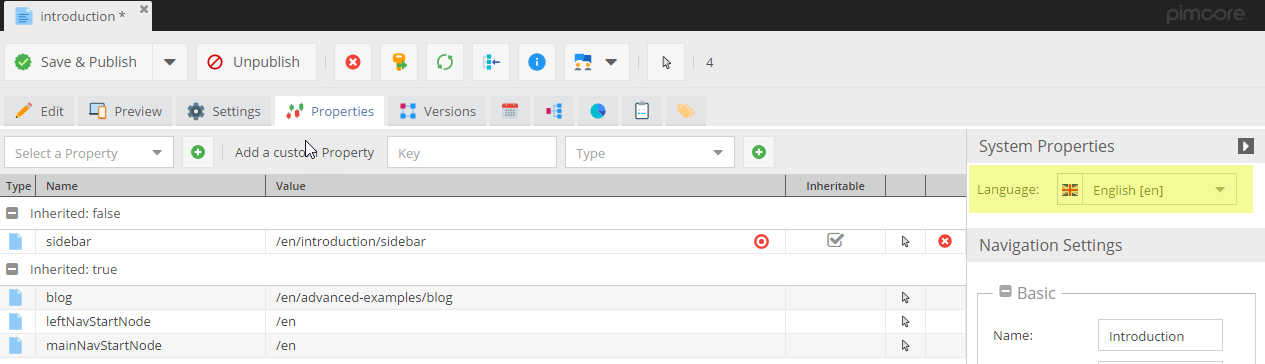 introduction *
pimcore
Save & Publish Unpublish 4
Edit Preview Settings Properties Versions
Select a Property Add a custom Property Key Type
System Properties
Language: English [en]
Type Name Value Inheritable
Inherited: false
sidebar /en/introduction/sidebar
Inherited: true
blog /en/advanced-examples/blog
leftNavStartNode /en
mainNavStartNode /en
Navigation Settings
Basic
Name: Introduction